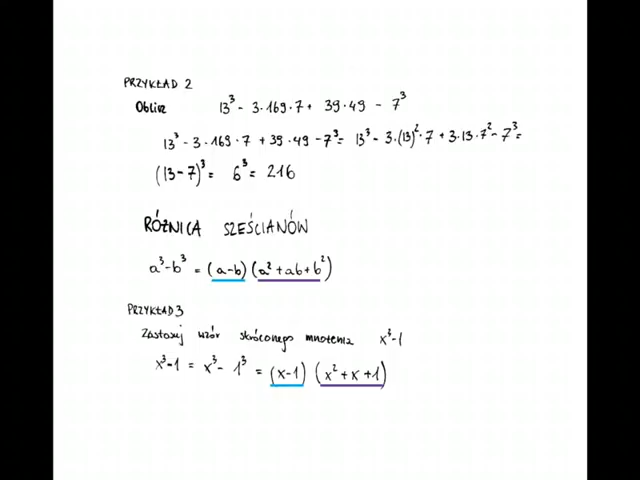 PRZYKŁAD 2
Oblicz 13³ - 3·169·7 + 39·49 - 7³
13³ - 3·169·7 + 39·49 - 7³ = 13³ - 3·(13)²·7 + 3·13·7² - 7³ =
(13-7)³ = 6³ = 216
RÓŻNICA SZEŚCIANÓW
a³-b³ = (a-b)(a²+ab+b²)
PRZYKŁAD 3
Zastosuj wzór skróconego mnożenia x³-1
x³-1 = x³ - 1³ = (x-1) (x²+x+1)